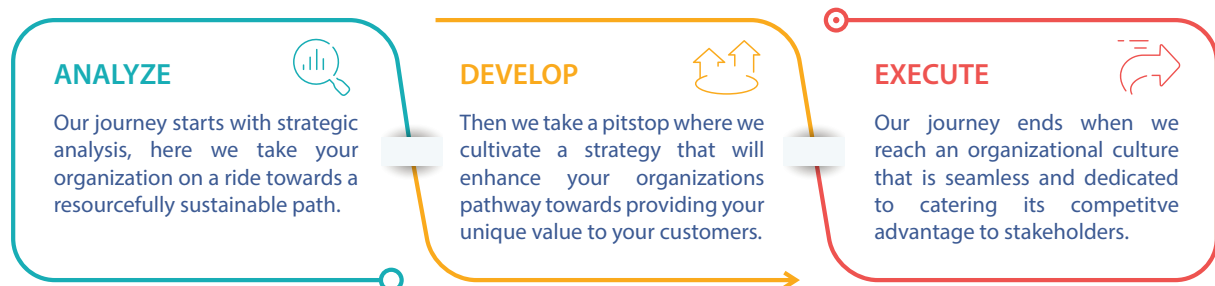 ANALYZE
Our journey starts with strategic
analysis, here we take your
organization on a ride towards a
resourcefully sustainable path.
DEVELOP
Then we take a pitstop where we
cultivate a strategy that will
enhance your organizations
pathway towards providing your
unique value to your customers.
EXECUTE
Our journey ends when we
reach an organizational culture
that is seamless and dedicated
to catering its competitve
advantage to stakeholders.